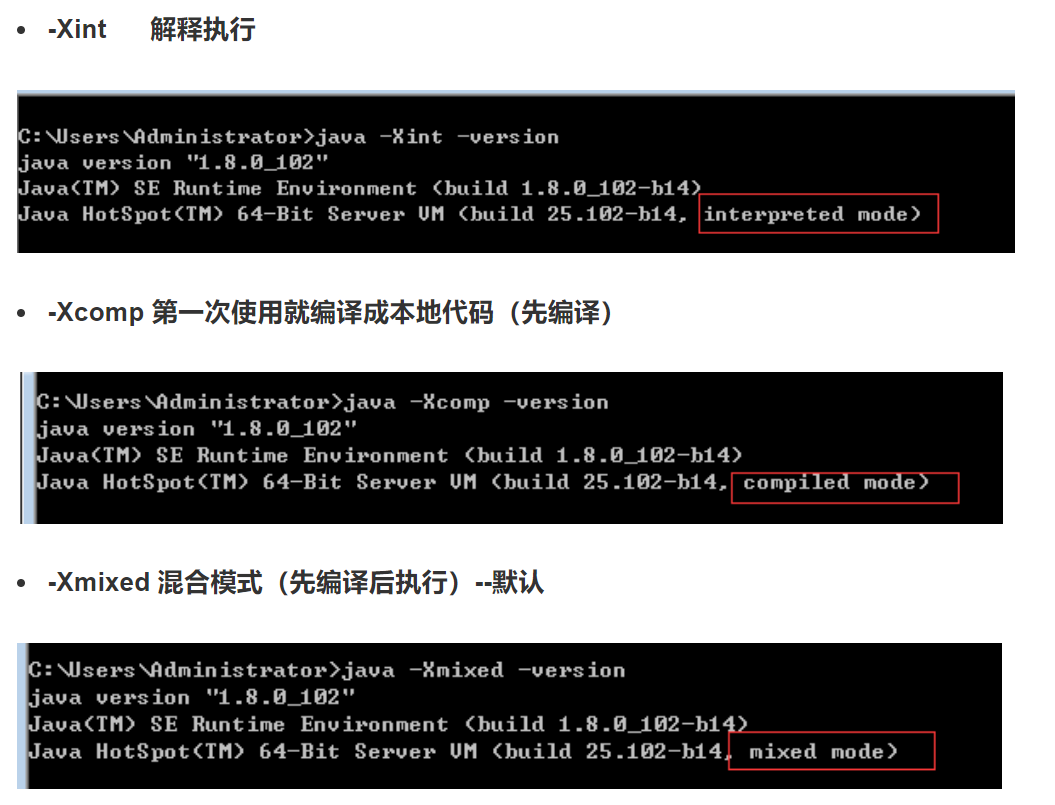 -Xint 解释执行
C:\Users\Administrator>java -Xint -version
java version "1.8.0_102"
Java(TM) SE Runtime Environment (build 1.8.0_102-b14)
Java HotSpot(TM) 64-Bit Server VM (build 25.102-b14, interpreted mode)
-Xcomp 第一次使用就编译成本地代码（先编译）
C:\Users\Administrator>java -Xcomp -version
java version "1.8.0_102"
Java(TM) SE Runtime Environment (build 1.8.0_102-b14)
Java HotSpot(TM) 64-Bit Server VM (build 25.102-b14, compiled mode)
-Xmixed 混合模式（先编译后执行）--默认
C:\Users\Administrator>java -Xmixed -version
java version "1.8.0_102"
Java(TM) SE Runtime Environment (build 1.8.0_102-b14)
Java HotSpot(TM) 64-Bit Server VM (build 25.102-b14, mixed mode)